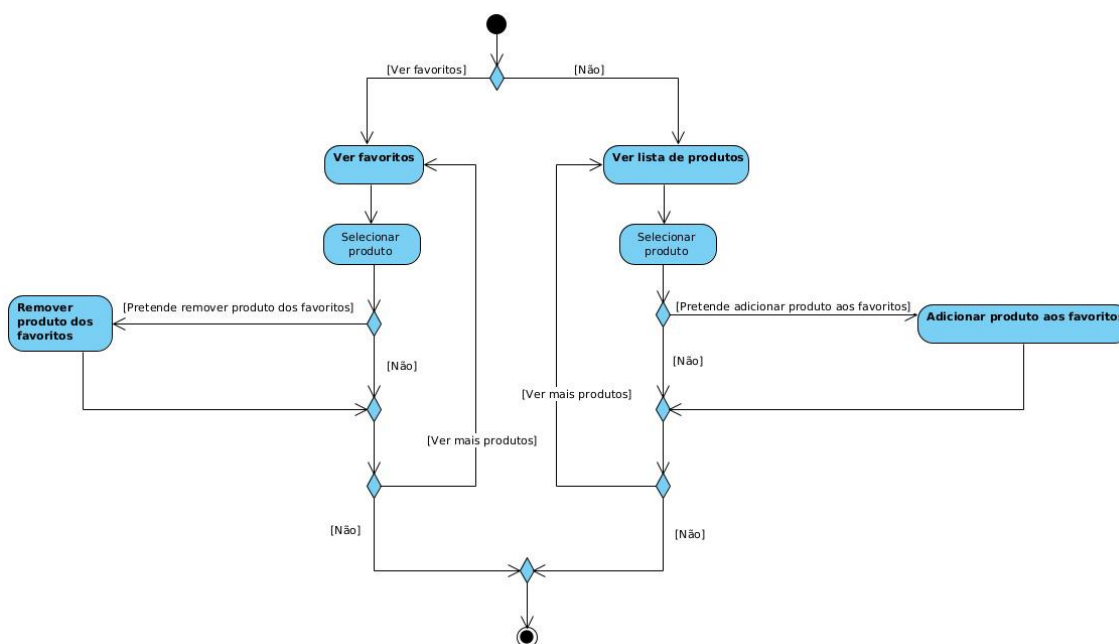 [Ver favoritos]
[Não]
Ver favoritos
Ver lista de produtos
Selecionar
produto
Selecionar
produto
[Pretende remover produto dos favoritos]
Remover
produto dos
favoritos
[Pretende adicionar produto aos favoritos]
Adicionar produto aos favoritos
[Não]
[Não]
[Ver mais produtos]
[Ver mais produtos]
[Não]
[Não]